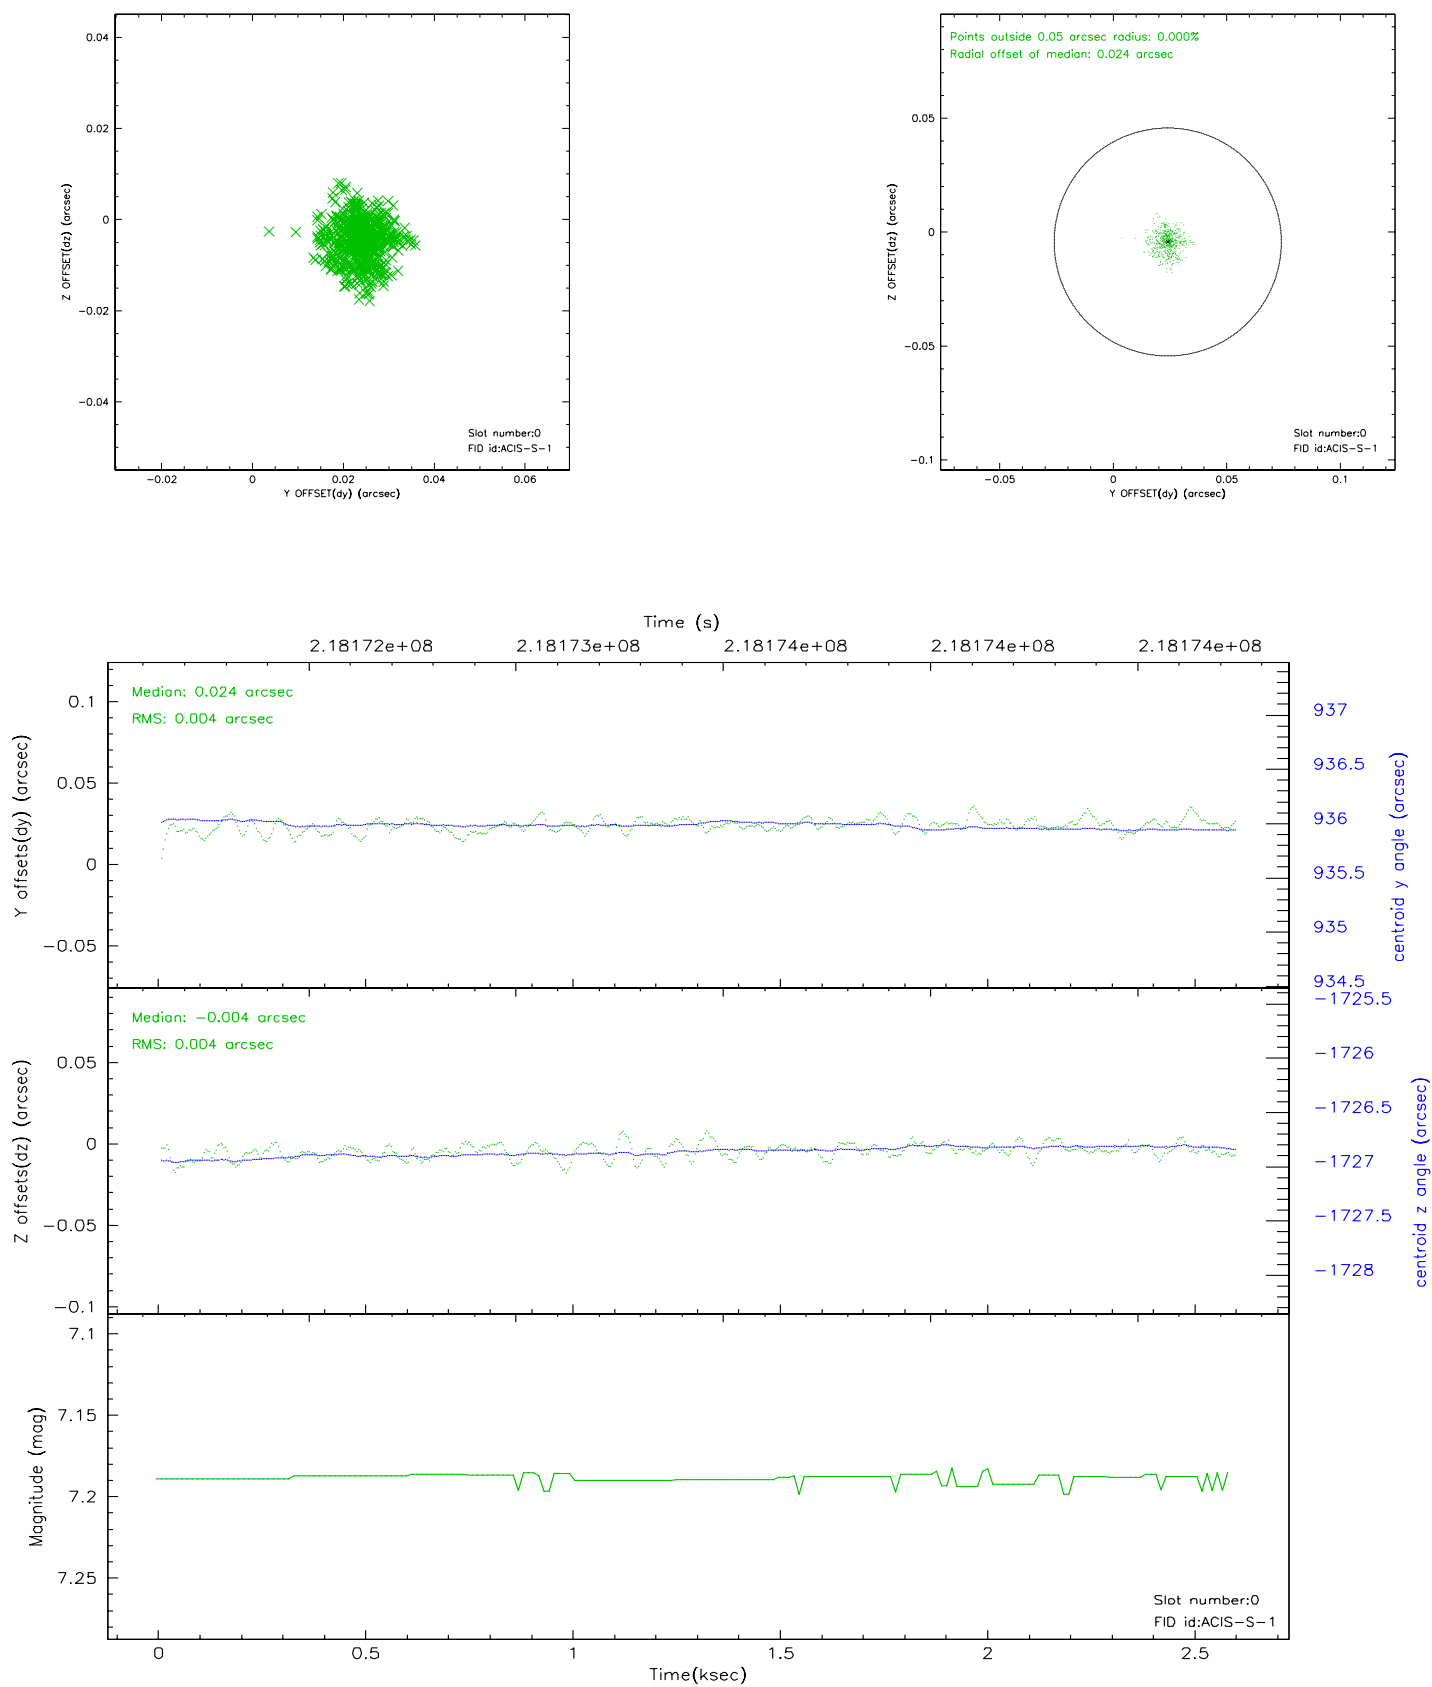 0.04
0.02
0
−0.02
−0.04
Z OFFSET(dz) (arcsec)
Slot number:0
FID id:ACIS−S−1
−0.02 0 0.02 0.04 0.06
Y OFFSET(dy) (arcsec)
Points outside 0.05 arcsec radius: 0.000%
Radial offset of median: 0.024 arcsec
0.05
0
−0.05
−0.1
Z OFFSET(dz) (arcsec)
Slot number:0
FID id:ACIS−S−1
−0.05 0 0.05 0.1
Y OFFSET(dy) (arcsec)
Time (s)
2.18172e+08 2.18173e+08 2.18174e+08 2.18174e+08 2.18174e+08
Median: 0.024 arcsec
RMS: 0.004 arcsec
0.1
0.05
0
−0.05
Y offsets(dy) (arcsec)
937
936.5
936
935.5
935
934.5
centroid y angle (arcsec)
Median: −0.004 arcsec
RMS: 0.004 arcsec
0.05
0
−0.05
−0.1
Z offsets(dz) (arcsec)
−1725.5
−1726
−1726.5
−1727
−1727.5
−1728
centroid z angle (arcsec)
7.1
7.15
7.2
7.25
Magnitude (mag)
Slot number:0
FID id:ACIS−S−1
0 0.5 1 1.5 2 2.5
Time(ksec)